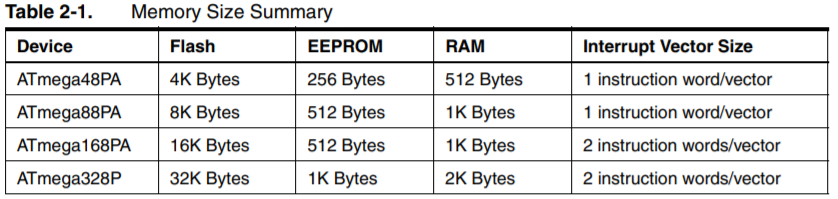 Table 2-1. Memory Size Summary
Device Flash EEPROM RAM Interrupt Vector Size
ATmega48PA 4K Bytes 256 Bytes 512 Bytes 1 instruction word/vector
ATmega88PA 8K Bytes 512 Bytes 1K Bytes 1 instruction word/vector
ATmega168PA 16K Bytes 512 Bytes 1K Bytes 2 instruction words/vector
ATmega328P 32K Bytes 1K Bytes 2K Bytes 2 instruction words/vector